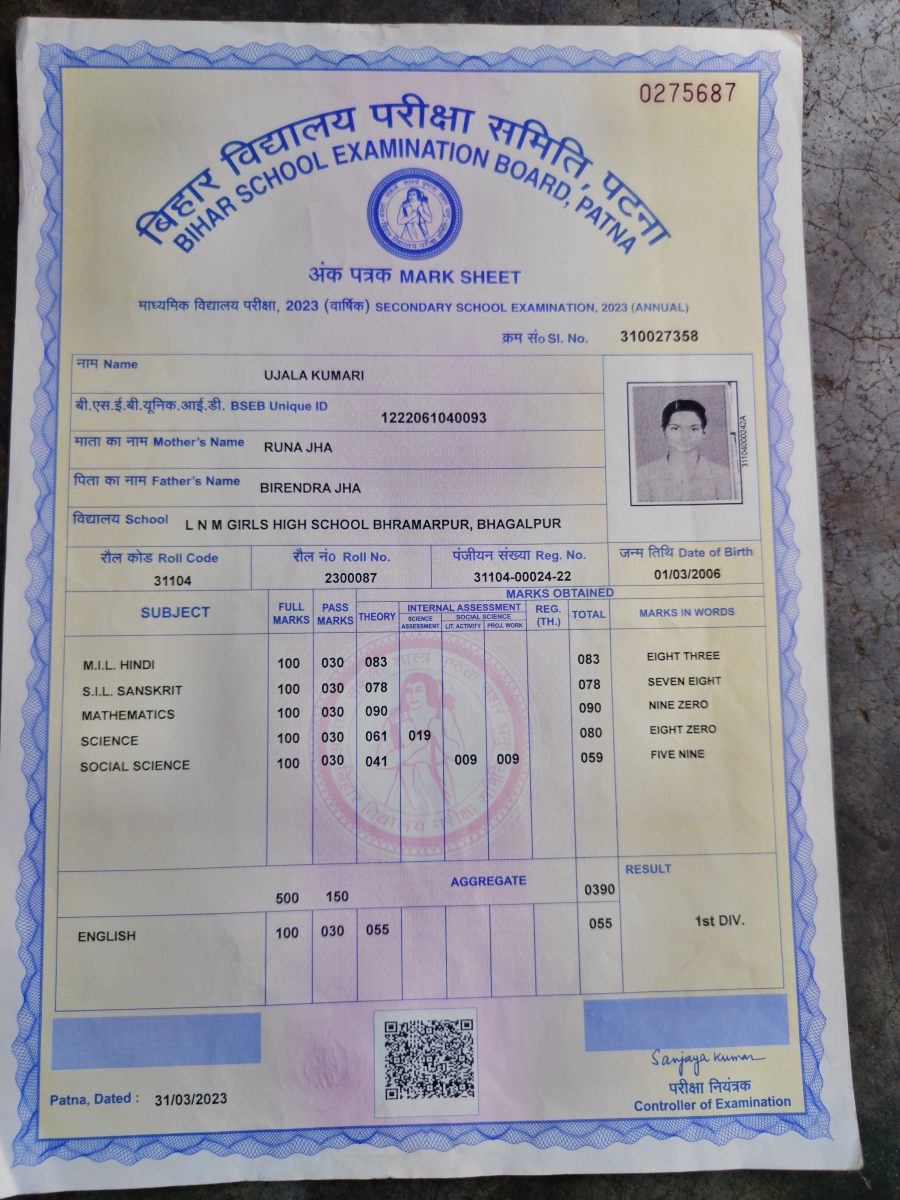 0275687
बिहार विद्यालय परीक्षा समिति, पटना
BIHAR SCHOOL EXAMINATION BOARD, PATNA
अंक पत्रक MARK SHEET
माध्यमिक विद्यालय परीक्षा, 2023 (वार्षिक) SECONDARY SCHOOL EXAMINATION, 2023 (ANNUAL)
क्रम सं० Sl. No. 310027358
नाम Name UJALA KUMARI
बी.एस.ई.बी.यूनिक.आई.डी. BSEB Unique ID 1222061040093
माता का नाम Mother's Name RUNA JHA
पिता का नाम Father's Name BIRENDRA JHA
विद्यालय School L N M GIRLS HIGH SCHOOL BHRAMARPUR, BHAGALPUR
31104000242A
रौल कोड Roll Code रौल नं० Roll No. पंजीयन संख्या Reg. No. जन्म तिथि Date of Birth
31104 2300087 31104-00024-22 01/03/2006
MARKS OBTAINED
SUBJECT FULL MARKS PASS MARKS THEORY INTERNAL ASSESSMENT REG. (TH.) TOTAL MARKS IN WORDS
SCIENCE ASSESSMENT SOCIAL SCIENCE
LIT. ACTIVITY PROJ. WORK
M.I.L. HINDI 100 030 083 083 EIGHT THREE
S.I.L. SANSKRIT 100 030 078 078 SEVEN EIGHT
MATHEMATICS 100 030 090 090 NINE ZERO
SCIENCE 100 030 061 019 080 EIGHT ZERO
SOCIAL SCIENCE 100 030 041 009 009 059 FIVE NINE
बिहार विद्यालय परीक्षा समिति
500 150 AGGREGATE 0390 RESULT
ENGLISH 100 030 055 055 1st DIV.
Sanjaya Kumar
परीक्षा नियंत्रक
Patna, Dated : 31/03/2023 Controller of Examination